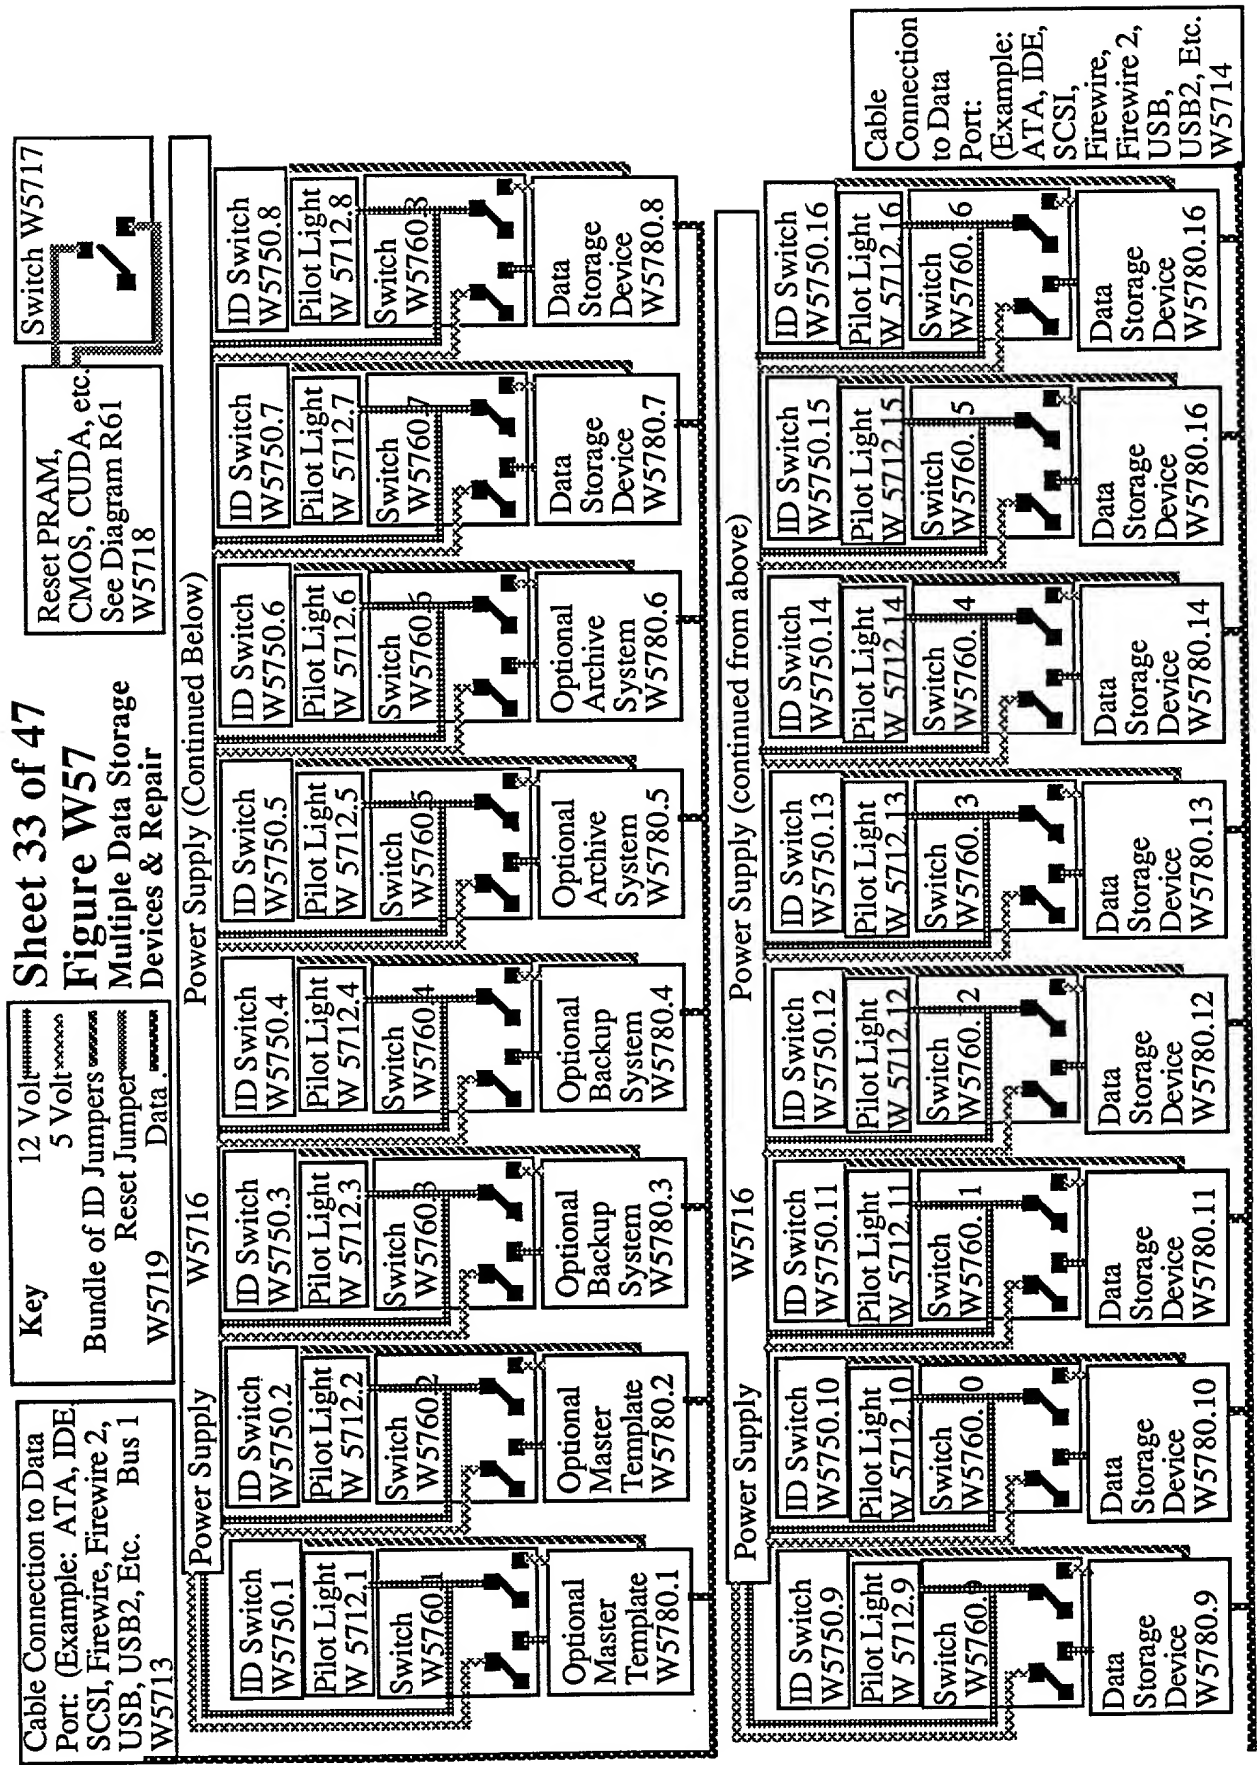 Cable Connection to Data
Port: (Example: ATA, IDE,
SCSI, Firewire, Firewire 2,
USB, USB2, Etc. Bus 1
W5713
Key 12 Volt
5 Volt
Bundle of ID Jumpers
Reset Jumper
W5719 Data
Sheet 33 of 47
Figure W57
Multiple Data Storage
Devices & Repair
Reset PRAM,
CMOS, CUDA, etc.
See Diagram R61
W5718
Switch W5717
Power Supply W5716 Power Supply (Continued Below)
ID Switch
W5750.1
Pilot Light
W 5712.1
Switch
W5760.1
Optional
Master
Template
W5780.1
ID Switch
W5750.2
Pilot Light
W 5712.2
Switch
W5760.2
Optional
Master
Template
W5780.2
ID Switch
W5750.3
Pilot Light
W 5712.3
Switch
W5760.3
Optional
Backup
System
W5780.3
ID Switch
W5750.4
Pilot Light
W 5712.4
Switch
W5760.4
Optional
Backup
System
W5780.4
ID Switch
W5750.5
Pilot Light
W 5712.5
Switch
W5760.5
Optional
Archive
System
W5780.5
ID Switch
W5750.6
Pilot Light
W 5712.6
Switch
W5760.6
Optional
Archive
System
W5780.6
ID Switch
W5750.7
Pilot Light
W 5712.7
Switch
W5760.7
Data
Storage
Device
W5780.7
ID Switch
W5750.8
Pilot Light
W 5712.8
Switch
W5760.8
Data
Storage
Device
W5780.8
Power Supply W5716 Power Supply (continued from above)
ID Switch
W5750.9
Pilot Light
W 5712.9
Switch
W5760.9
Data
Storage
Device
W5780.9
ID Switch
W5750.10
Pilot Light
W 5712.10
Switch
W5760. 0
Data
Storage
Device
W5780.10
ID Switch
W5750.11
Pilot Light
W 5712.11
Switch
W5760. 1
Data
Storage
Device
W5780.11
ID Switch
W5750.12
Pilot Light
W 5712.12
Switch
W5760. 2
Data
Storage
Device
W5780.12
ID Switch
W5750.13
Pilot Light
W 5712.13
Switch
W5760. 3
Data
Storage
Device
W5780.13
ID Switch
W5750.14
Pilot Light
W 5712.14
Switch
W5760. 4
Data
Storage
Device
W5780.14
ID Switch
W5750.15
Pilot Light
W 5712.15
Switch
W5760. 5
Data
Storage
Device
W5780.16
ID Switch
W5750.16
Pilot Light
W 5712.16
Switch
W5760. 6
Data
Storage
Device
W5780.16
Cable
Connection
to Data
Port:
(Example:
ATA, IDE,
SCSI,
Firewire,
Firewire 2,
USB,
USB2, Etc.
W5714